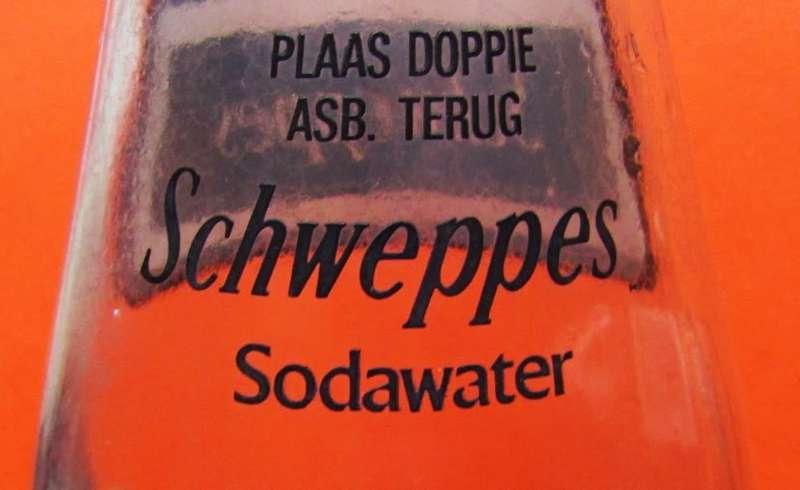 PLAAS DOPPIE
ASB. TERUG
Schweppes
Sodawater